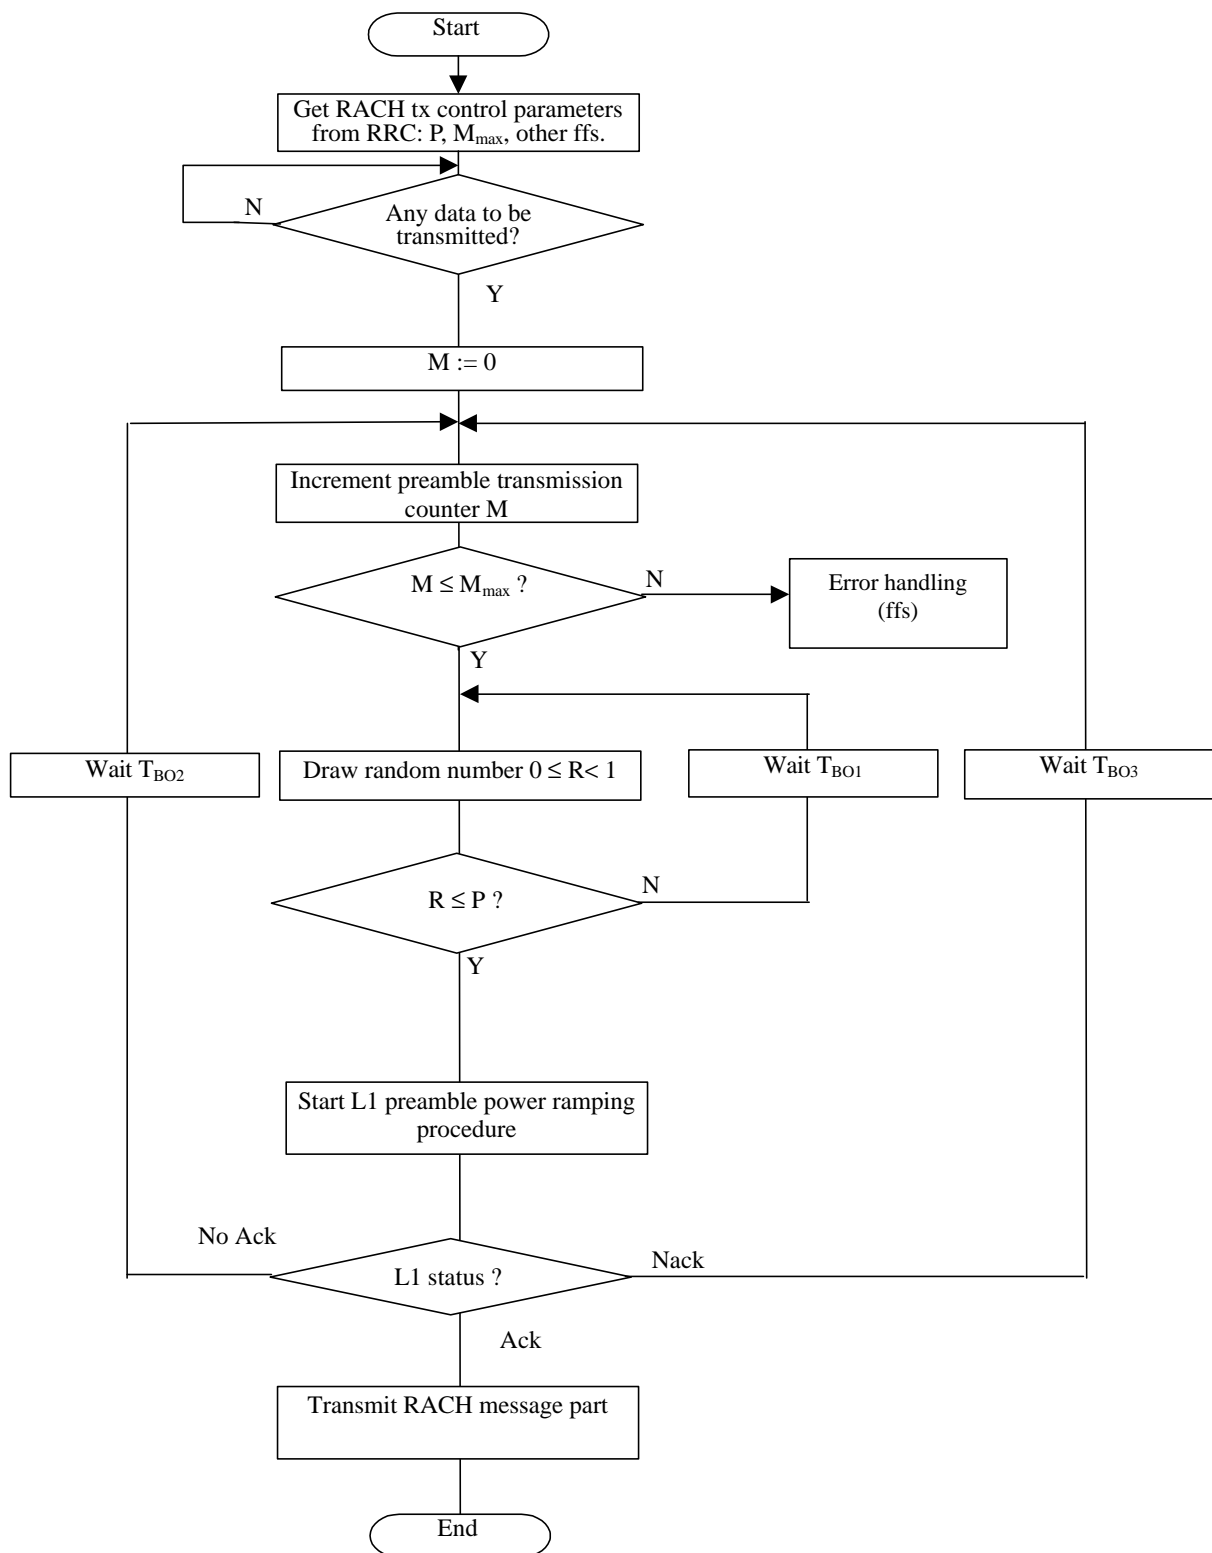 Start
Get RACH tx control parameters
from RRC: P, Mmax, other ffs.
N
Any data to be
transmitted?
Y
M := 0
Increment preamble transmission
counter M
M ≤ Mmax ?
N
Error handling
(ffs)
Y
Wait TBO2
Draw random number 0 ≤ R< 1
Wait TBO1
Wait TBO3
R ≤ P ?
N
Y
Start L1 preamble power ramping
procedure
No Ack
L1 status ?
Nack
Ack
Transmit RACH message part
End